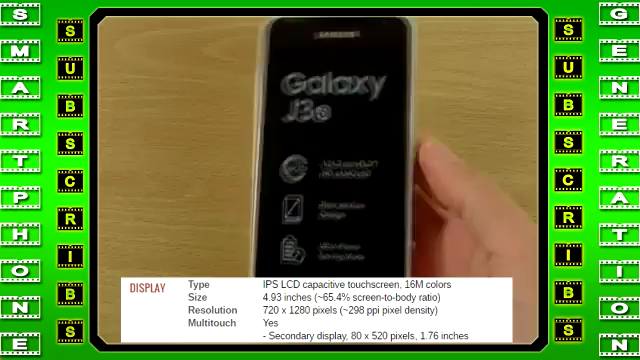 SMARTPHONE
SUBSCRIBS
SAMSUNG
Galaxy
J3
DISPLAY
Type IPS LCD capacitive touchscreen, 16M colors
Size 4.93 inches (~65.4% screen-to-body ratio)
Resolution 720 x 1280 pixels (~298 ppi pixel density)
Multitouch Yes
- Secondary display, 80 x 520 pixels, 1.76 inches
SUBSCRIBS
GENERATION